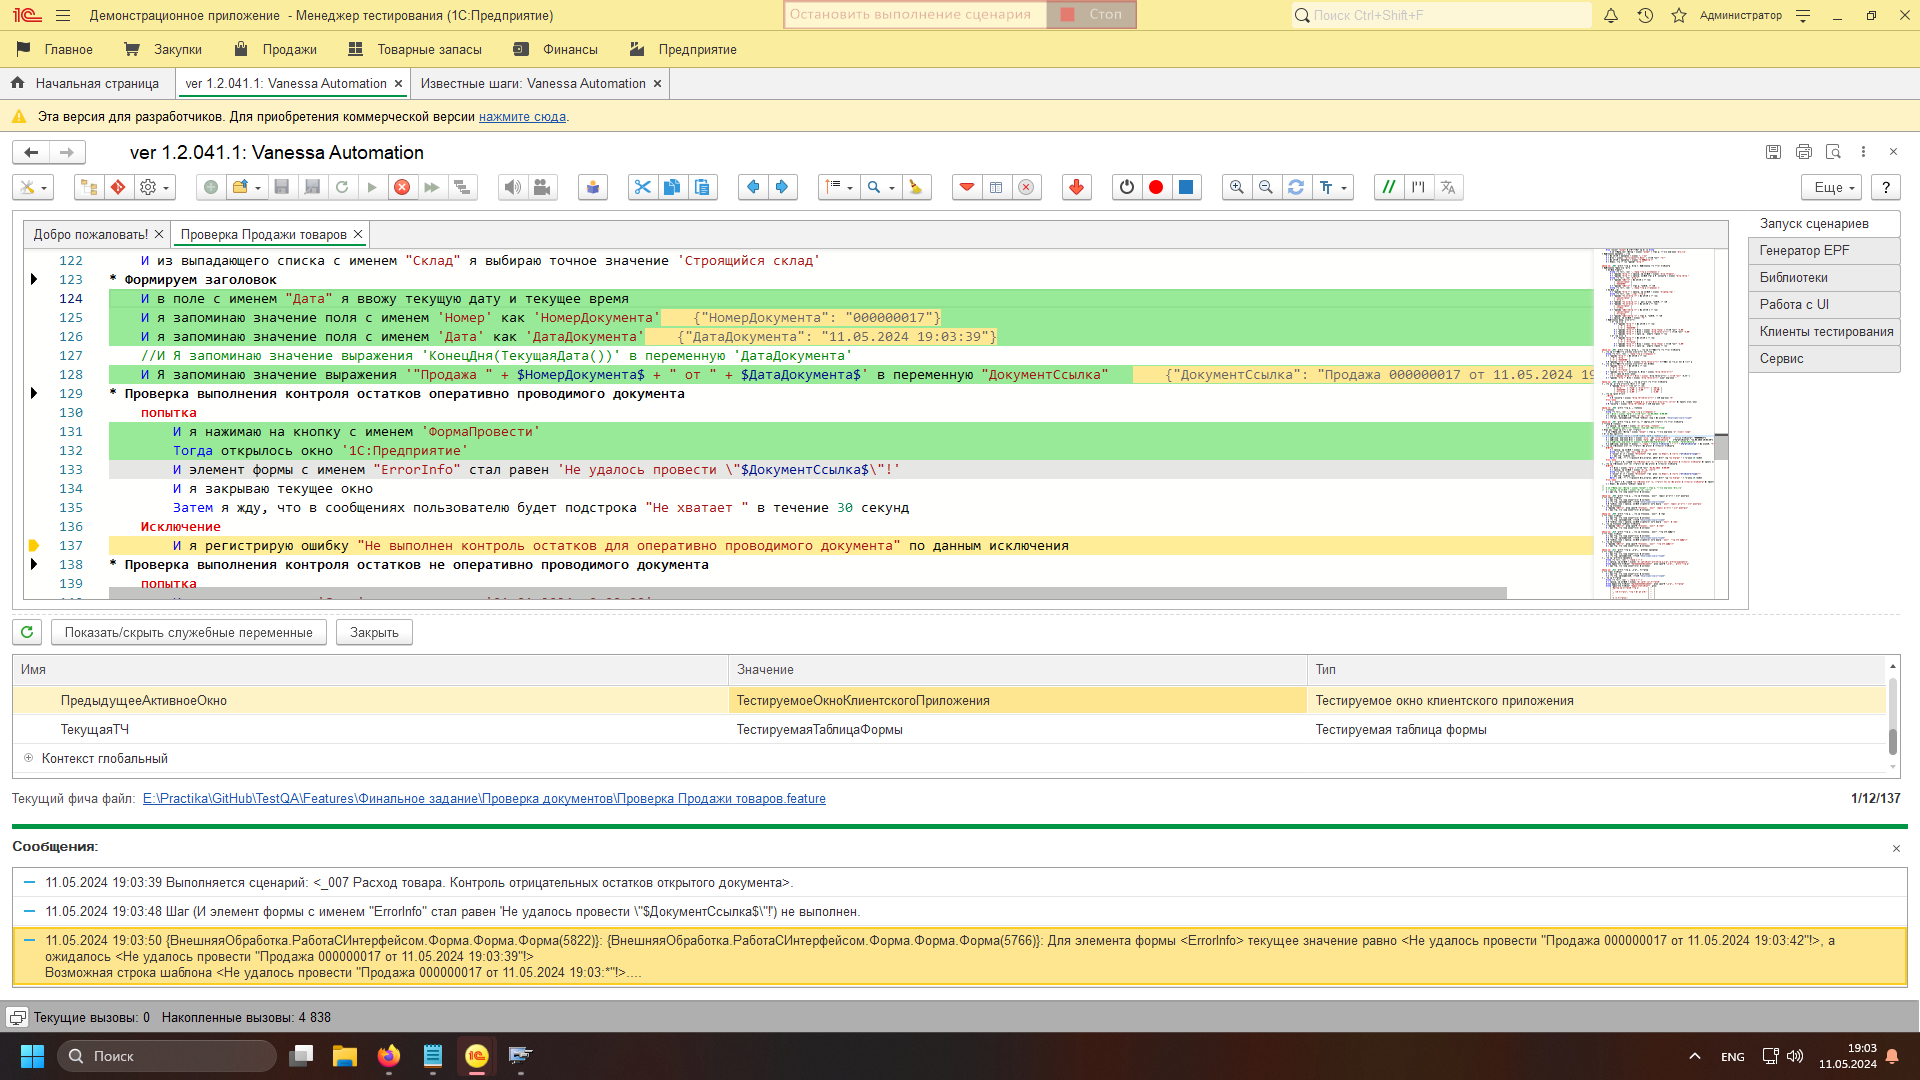 Демонстрационное приложение - Менеджер тестирования (1С:Предприятие)
Остановить выполнение сценария
Стоп
Поиск Ctrl+Shift+F
Администратор
Главное
Закупки
Продажи
Товарные запасы
Финансы
Предприятие
Начальная страница
ver 1.2.041.1: Vanessa Automation ×
Известные шаги: Vanessa Automation ×
Эта версия для разработчиков. Для приобретения коммерческой версии нажмите сюда.
ver 1.2.041.1: Vanessa Automation
Еще
?
Добро пожаловать! ×
Проверка Продажи товаров ×
Запуск сценариев
Генератор EPF
Библиотеки
Работа с UI
Клиенты тестирования
Сервис
122 И из выпадающего списка с именем "Склад" я выбираю точное значение 'Строящийся склад'
123 * Формируем заголовок
124 И в поле с именем "Дата" я ввожу текущую дату и текущее время
125 И я запоминаю значение поля с именем 'Номер' как 'НомерДокумента' {"НомерДокумента": "000000017"}
126 И я запоминаю значение поля с именем 'Дата' как 'ДатаДокумента' {"ДатаДокумента": "11.05.2024 19:03:39"}
127 //И Я запоминаю значение выражения 'КонецДня(ТекущаяДата())' в переменную 'ДатаДокумента'
128 И Я запоминаю значение выражения '"Продажа " + $НомерДокумента$ + " от " + $ДатаДокумента$' в переменную "ДокументСсылка" {"ДокументСсылка": "Продажа 000000017 от 11.05.2024 19
129 * Проверка выполнения контроля остатков оперативно проводимого документа
130 попытка
131 И я нажимаю на кнопку с именем 'ФормаПровести'
132 Тогда открылось окно '1С:Предприятие'
133 И элемент формы с именем "ErrorInfo" стал равен 'Не удалось провести \"$ДокументСсылка$\"!'
134 И я закрываю текущее окно
135 Затем я жду, что в сообщениях пользователю будет подстрока "Не хватает " в течение 30 секунд
136 Исключение
137 И я регистрирую ошибку "Не выполнен контроль остатков для оперативно проводимого документа" по данным исключения
138 * Проверка выполнения контроля остатков не оперативно проводимого документа
139 попытка
Показать/скрыть служебные переменные
Закрыть
Имя Значение Тип
ПредыдущееАктивноеОкно ТестируемоеОкноКлиентскогоПриложения Тестируемое окно клиентского приложения
ТекущаяТЧ ТестируемаяТаблицаФормы Тестируемая таблица формы
Контекст глобальный
Текущий фича файл: E:\Practika\GitHub\TestQA\Features\Финальное задание\Проверка документов\Проверка Продажи товаров.feature
1/12/137
Сообщения:
11.05.2024 19:03:39 Выполняется сценарий: <_007 Расход товара. Контроль отрицательных остатков открытого документа>.
11.05.2024 19:03:48 Шаг (И элемент формы с именем "ErrorInfo" стал равен 'Не удалось провести \"$ДокументСсылка$\"!') не выполнен.
11.05.2024 19:03:50 {ВнешняяОбработка.РаботаСИнтерфейсом.Форма.Форма.Форма(5822)}: {ВнешняяОбработка.РаботаСИнтерфейсом.Форма.Форма.Форма(5766)}: Для элемента формы <ErrorInfo> текущее значение равно <Не удалось провести "Продажа 000000017 от 11.05.2024 19:03:42"!>, а
ожидалось <Не удалось провести "Продажа 000000017 от 11.05.2024 19:03:39"!>
Возможная строка шаблона <Не удалось провести "Продажа 000000017 от 11.05.2024 19:03:*"!>....
Текущие вызовы: 0 Накопленные вызовы: 4 838
Поиск
ENG
19:03
11.05.2024